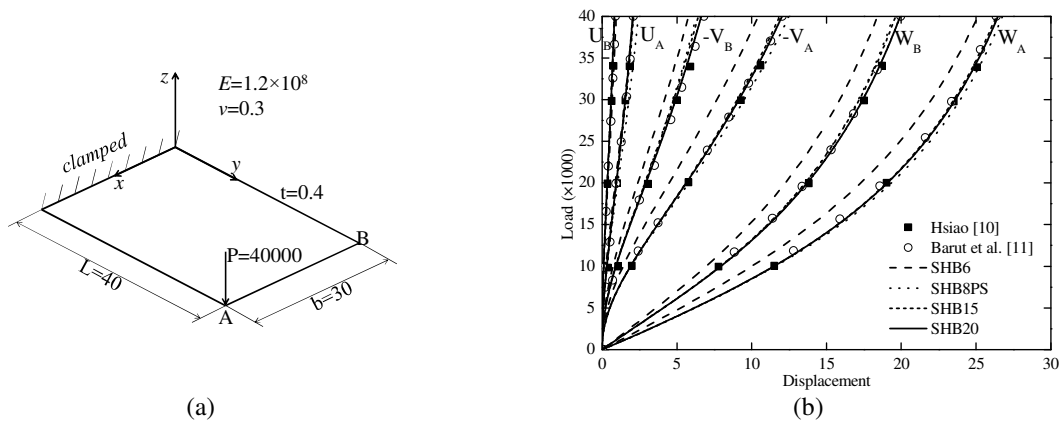 z
E=1.2×10⁸
v=0.3
clamped
x
y
t=0.4
B
P=40000
L=40
b=30
A
(a)
40
35
30
25
20
15
10
5
0
Load (×1000)
U_B
U_A
-V_B
-V_A
W_B
W_A
Hsiao [10]
Barut et al. [11]
SHB6
SHB8PS
SHB15
SHB20
0 5 10 15 20 25 30
Displacement
(b)